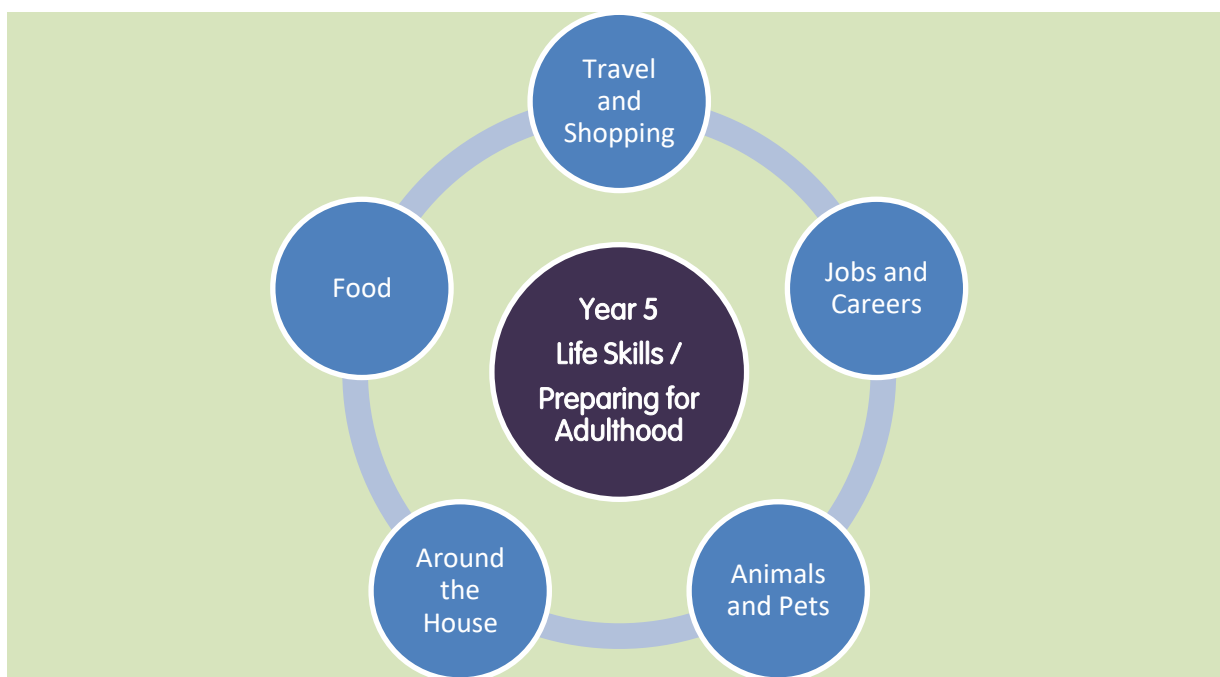 Travel
and
Shopping
Jobs and
Careers
Food
Year 5
Life Skills /
Preparing for
Adulthood
Around
the
House
Animals
and Pets